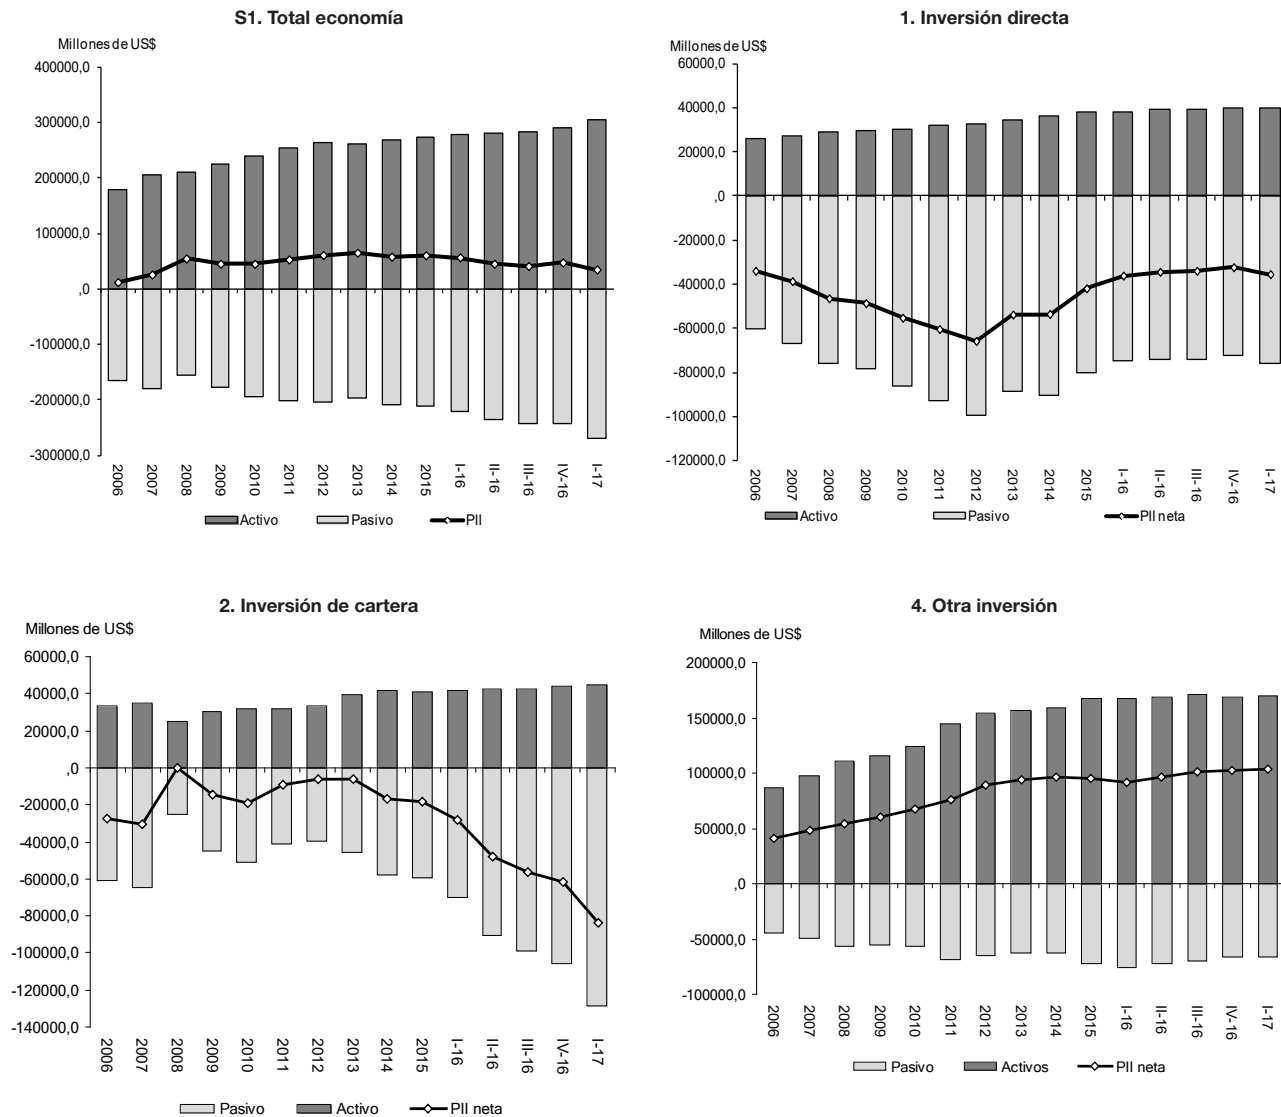 S1. Total economía
Millones de US$
400000,0
300000,0
200000,0
100000,0
,0
-100000,0
-200000,0
-300000,0
2006
2007
2008
2009
2010
2011
2012
2013
2014
2015
I-16
II-16
III-16
IV-16
I-17
Activo
Pasivo
PII
1. Inversión directa
Millones de US$
60000,0
40000,0
20000,0
,0
-20000,0
-40000,0
-60000,0
-80000,0
-100000,0
-120000,0
2006
2007
2008
2009
2010
2011
2012
2013
2014
2015
I-16
II-16
III-16
IV-16
I-17
Activo
Pasivo
PII neta
2. Inversión de cartera
Millones de US$
60000,0
40000,0
20000,0
,0
-20000,0
-40000,0
-60000,0
-80000,0
-100000,0
-120000,0
-140000,0
2006
2007
2008
2009
2010
2011
2012
2013
2014
2015
I-16
II-16
III-16
IV-16
I-17
Pasivo
Activo
PII neta
4. Otra inversión
Millones de US$
200000,0
150000,0
100000,0
50000,0
,0
-50000,0
-100000,0
2006
2007
2008
2009
2010
2011
2012
2013
2014
2015
I-16
II-16
III-16
IV-16
I-17
Pasivo
Activos
PII neta